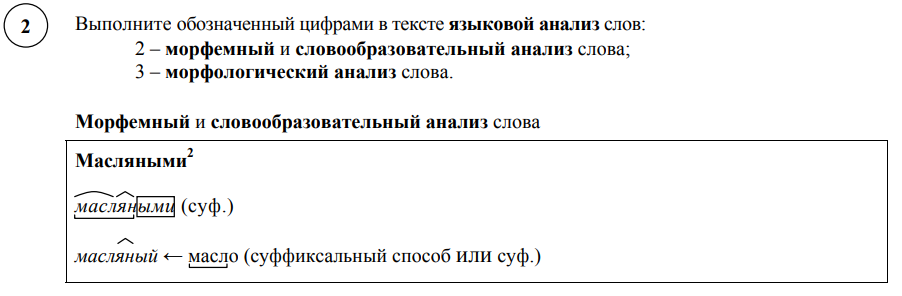 2
Выполните обозначенный цифрами в тексте языковой анализ слов:
2 – морфемный и словообразовательный анализ слова;
3 – морфологический анализ слова.
Морфемный и словообразовательный анализ слова
Масляными²
масляными (суф.)
масляный ← масло (суффиксальный способ ИЛИ суф.)